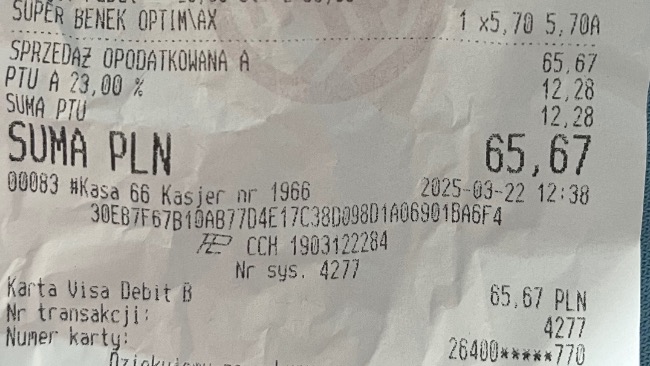 SUPER BENEK OPTIM\AX 1 x5,70 5,70A
SPRZEDAŻ OPODATKOWANA A 65,67
PTU A 23,00 % 12,28
SUMA PTU 12,28
SUMA PLN 65,67
00083 #Kasa 66 Kasjer nr 1966 2025-03-22 12:38
30EB7F67B10AB77D4E17C38D098D1A06901BA6F4
CCH 1903122284
Nr sys. 4277
Karta Visa Debit B 65,67 PLN
Nr transakcji: 4277
Numer karty: 26400*****770
Dziękujemy